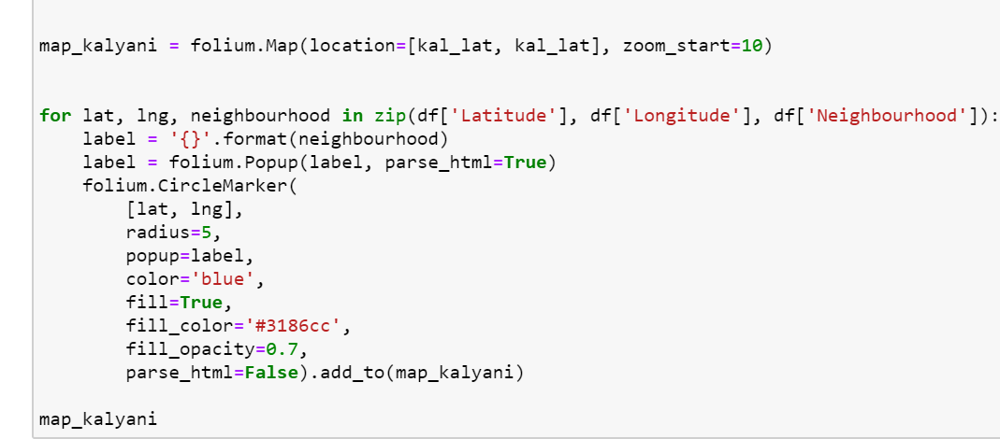 map_kalyani = folium.Map(location=[kal_lat, kal_lat], zoom_start=10)
for lat, lng, neighbourhood in zip(df['Latitude'], df['Longitude'], df['Neighbourhood']):
    label = '{}'.format(neighbourhood)
    label = folium.Popup(label, parse_html=True)
    folium.CircleMarker(
        [lat, lng],
        radius=5,
        popup=label,
        color='blue',
        fill=True,
        fill_color='#3186cc',
        fill_opacity=0.7,
        parse_html=False).add_to(map_kalyani)
map_kalyani